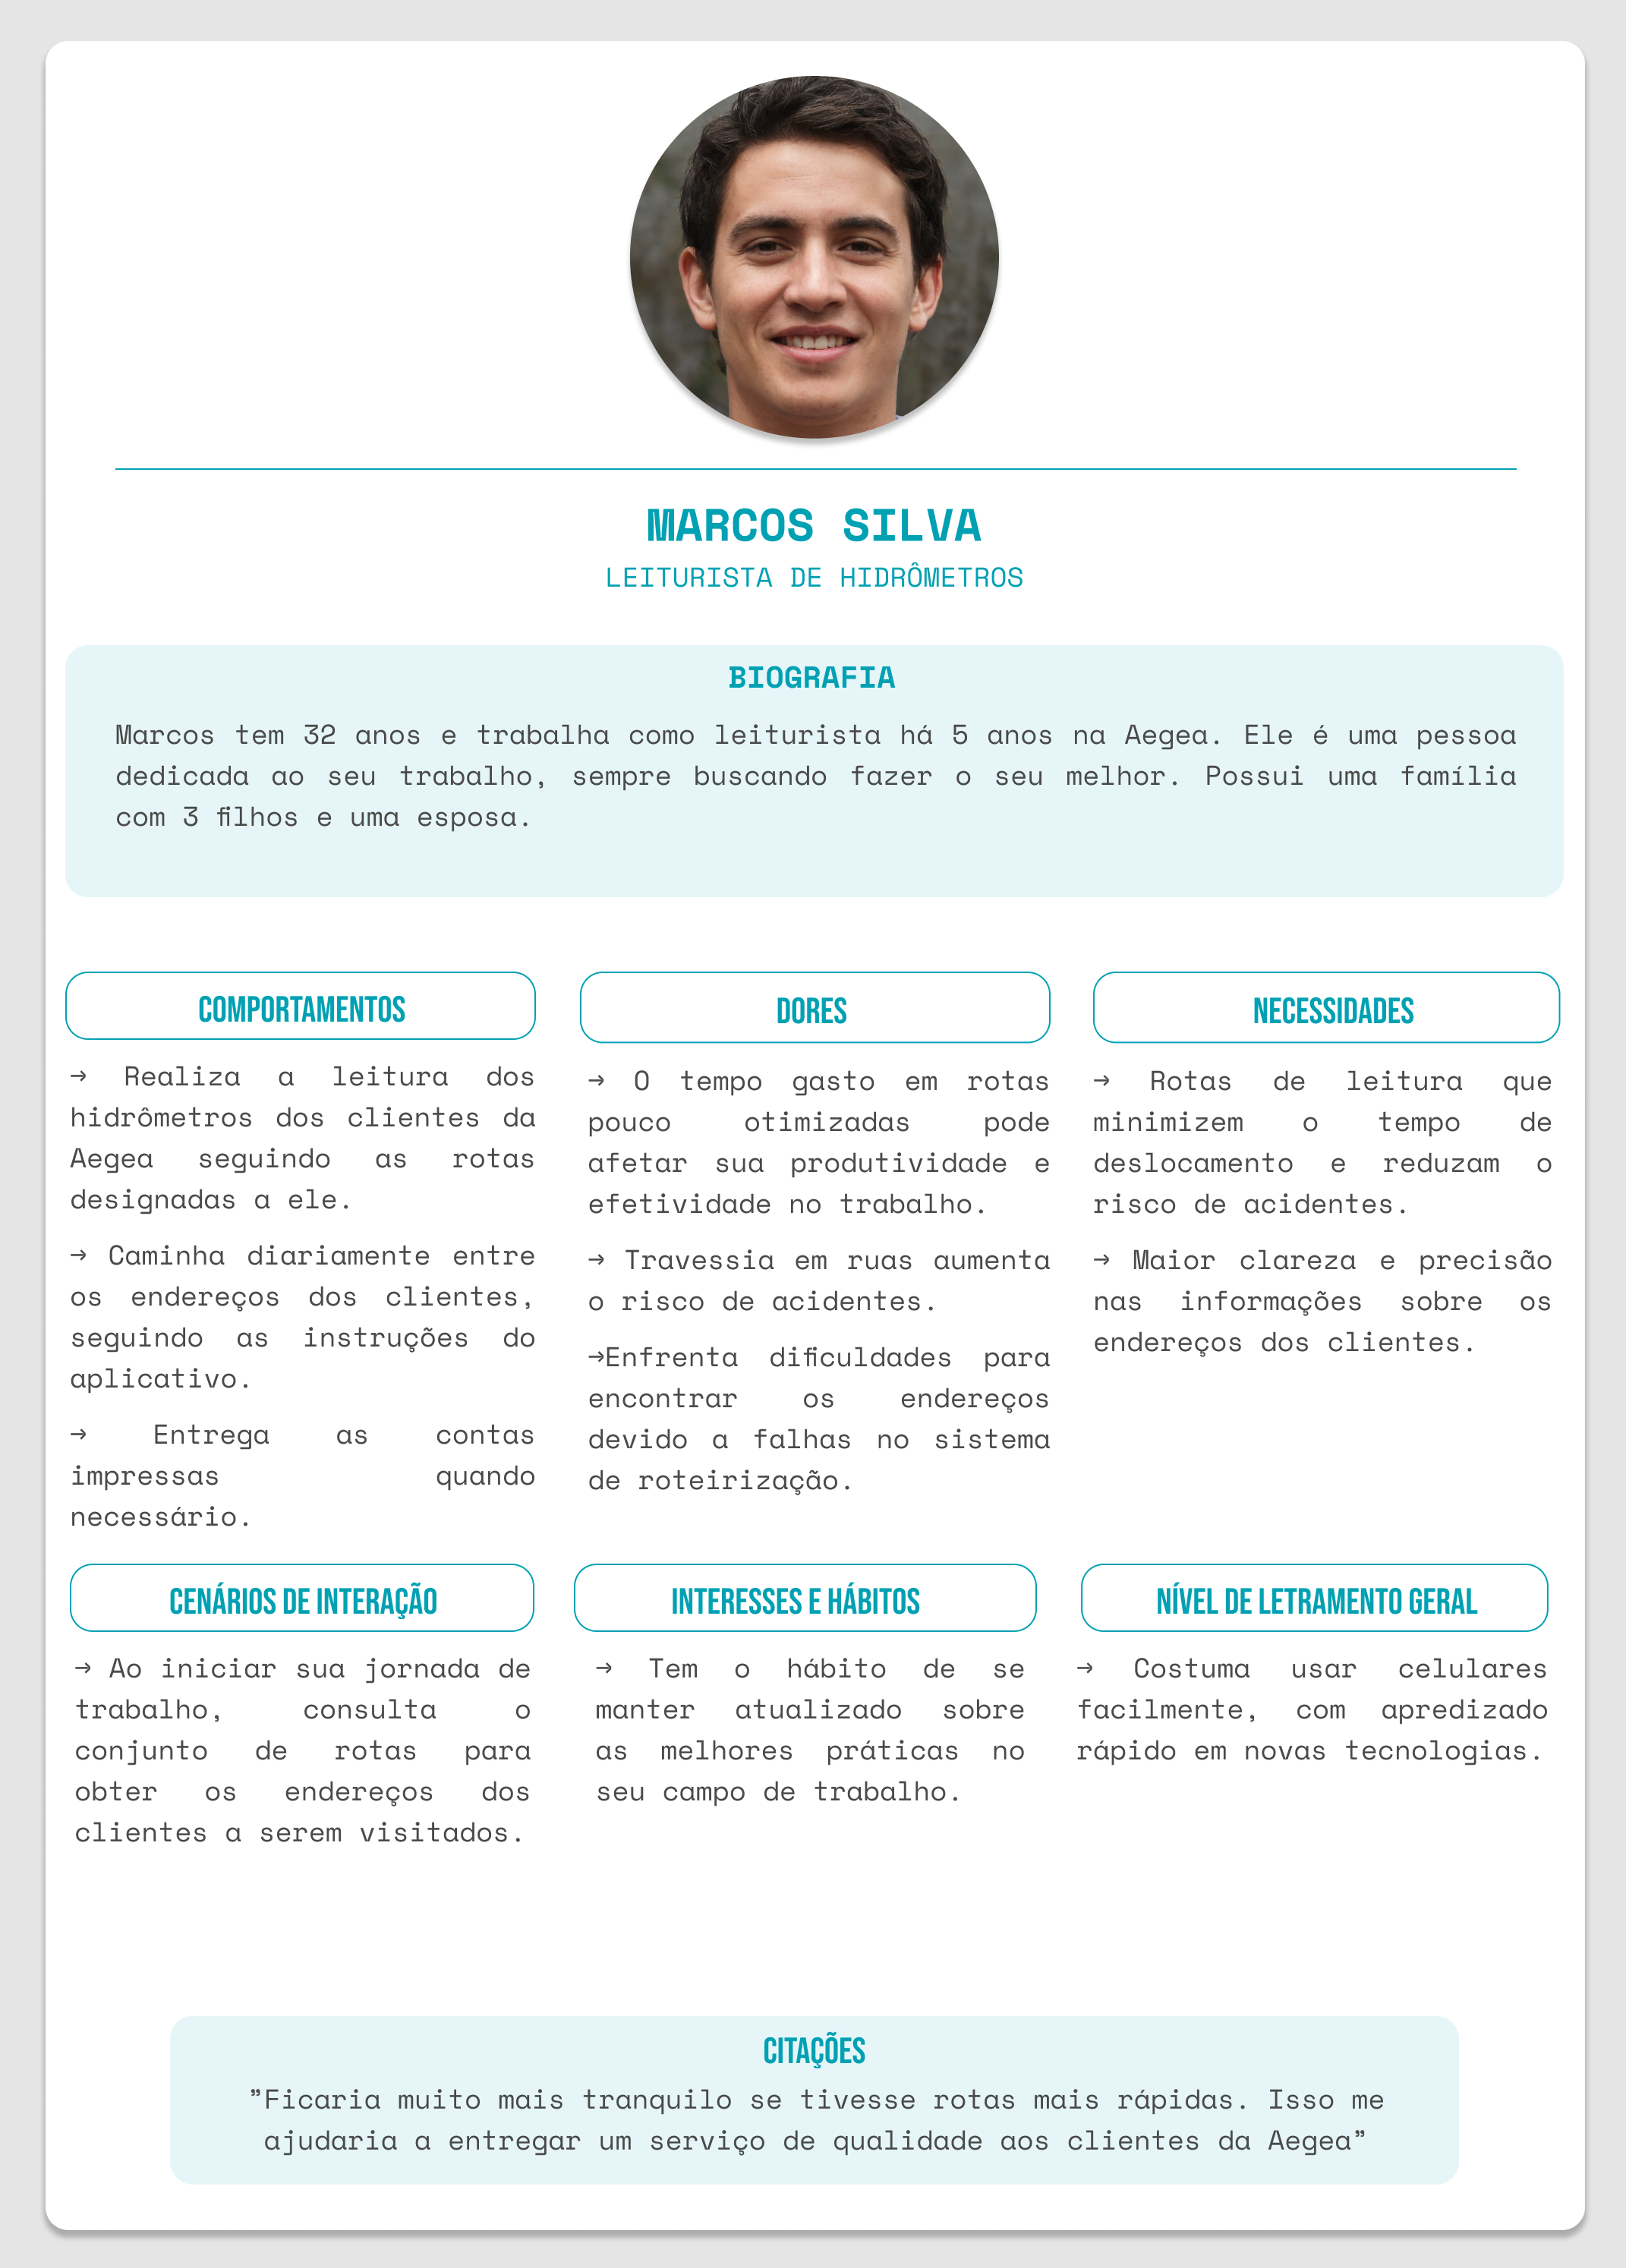 MARCOS SILVA
LEITURISTA DE HIDRÔMETROS
BIOGRAFIA
Marcos tem 32 anos e trabalha como leiturista há 5 anos na Aegea. Ele é uma pessoa
dedicada ao seu trabalho, sempre buscando fazer o seu melhor. Possui uma família
com 3 filhos e uma esposa.
COMPORTAMENTOS
→ Realiza a leitura dos
hidrômetros dos clientes da
Aegea seguindo as rotas
designadas a ele.
→ Caminha diariamente entre
os endereços dos clientes,
seguindo as instruções do
aplicativo.
→ Entrega as contas
impressas quando
necessário.
DORES
→ O tempo gasto em rotas
pouco otimizadas pode
afetar sua produtividade e
efetividade no trabalho.
→ Travessia em ruas aumenta
o risco de acidentes.
→Enfrenta dificuldades para
encontrar os endereços
devido a falhas no sistema
de roteirização.
NECESSIDADES
→ Rotas de leitura que
minimizem o tempo de
deslocamento e reduzam o
risco de acidentes.
→ Maior clareza e precisão
nas informações sobre os
endereços dos clientes.
CENÁRIOS DE INTERAÇÃO
→ Ao iniciar sua jornada de
trabalho, consulta o
conjunto de rotas para
obter os endereços dos
clientes a serem visitados.
INTERESSES E HÁBITOS
→ Tem o hábito de se
manter atualizado sobre
as melhores práticas no
seu campo de trabalho.
NÍVEL DE LETRAMENTO GERAL
→ Costuma usar celulares
facilmente, com apredizado
rápido em novas tecnologias.
CITAÇÕES
”Ficaria muito mais tranquilo se tivesse rotas mais rápidas. Isso me
ajudaria a entregar um serviço de qualidade aos clientes da Aegea”